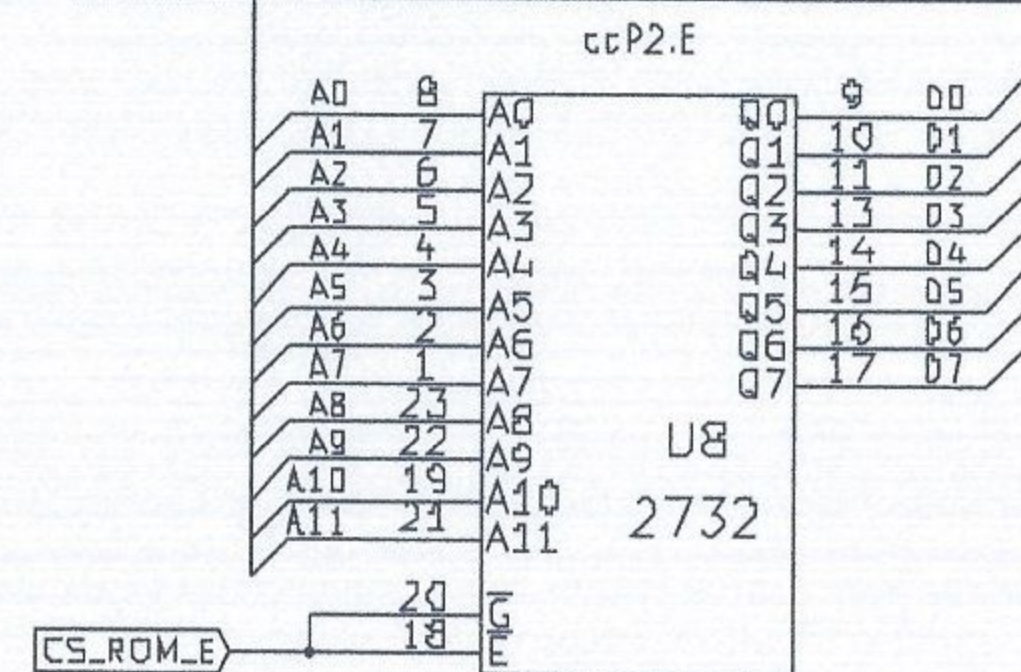 ccP2.E
A0 8 A0 Q0 9 D0
A1 7 A1 Q1 10 D1
A2 6 A2 Q2 11 D2
A3 5 A3 Q3 13 D3
A4 4 A4 Q4 14 D4
A5 3 A5 Q5 15 D5
A6 2 A6 Q6 16 D6
A7 1 A7 Q7 17 D7
A8 23 A8
A9 22 A9 U8
A10 19 A10
A11 21 A11 2732
20 G
CS_ROM_E 18 E